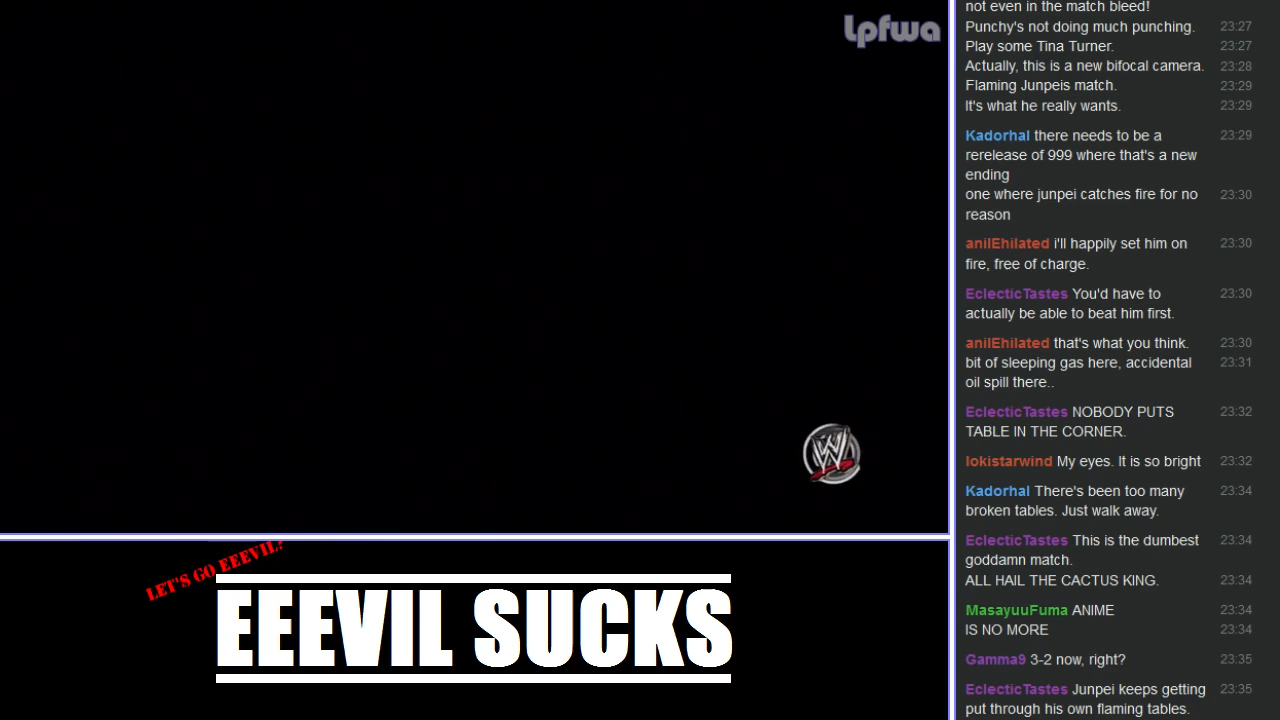 lpfwa
W
LET'S GO EEEVIL!
EEEVIL SUCKS
not even in the match bleed!
Punchy's not doing much punching. 23:27
Play some Tina Turner. 23:27
Actually, this is a new bifocal camera. 23:28
Flaming Junpeis match. 23:29
It's what he really wants. 23:29
Kadorhal there needs to be a 23:29
rerelease of 999 where that's a new
ending
one where junpei catches fire for no 23:30
reason
anilEhilated i'll happily set him on 23:30
fire, free of charge.
EclecticTastes You'd have to 23:30
actually be able to beat him first.
anilEhilated that's what you think. 23:30
bit of sleeping gas here, accidental 23:31
oil spill there..
EclecticTastes NOBODY PUTS 23:32
TABLE IN THE CORNER.
lokistarwind My eyes. It is so bright 23:32
Kadorhal There's been too many 23:34
broken tables. Just walk away.
EclecticTastes This is the dumbest 23:34
goddamn match.
ALL HAIL THE CACTUS KING. 23:34
MasayuuFuma ANIME 23:34
IS NO MORE 23:34
Gamma9 3-2 now, right? 23:35
EclecticTastes Junpei keeps getting 23:35
put through his own flaming tables.